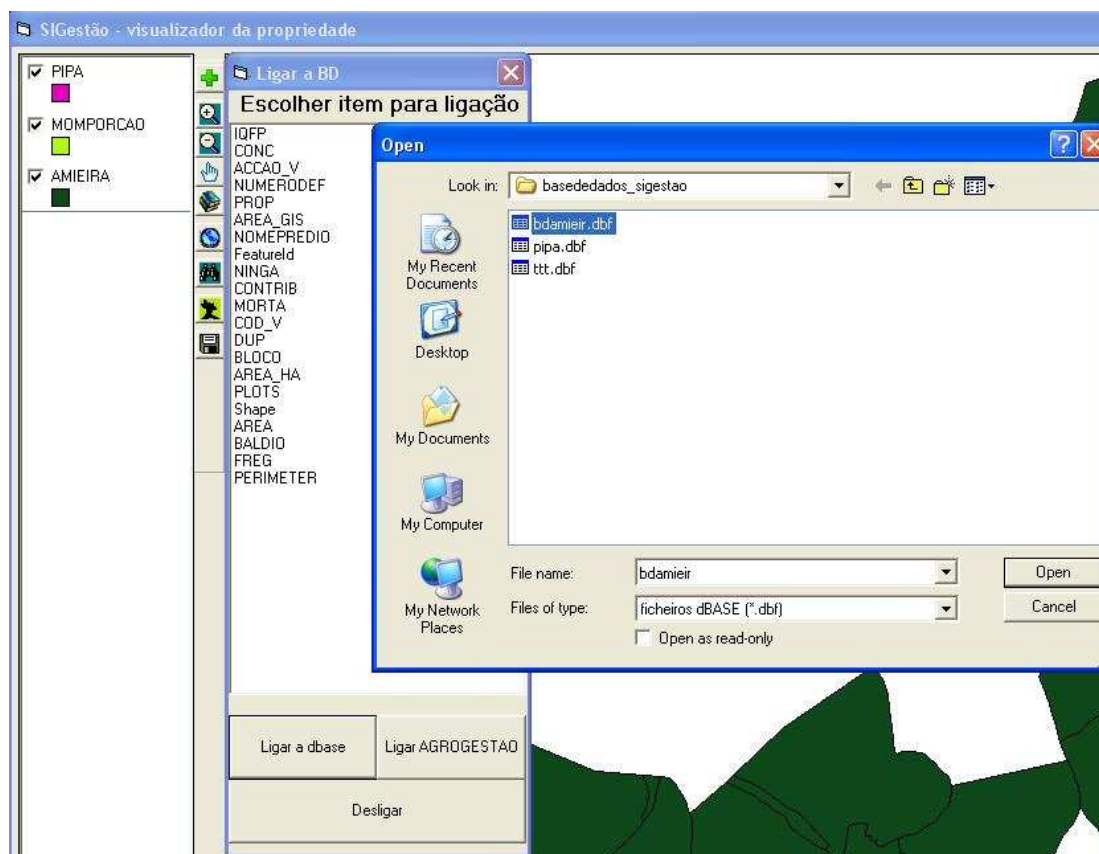 SIGestão - visualizador da propriedade
PIPA
MOMPORCAO
AMIEIRA
Ligar a BD
Escolher item para ligação
IQFP
CONC
ACCAO_V
NUMERODEF
PROP
AREA_GIS
NOMEPREDIO
FeatureId
NINGA
CONTRIB
MORTA
COD_V
DUP
BLOCO
AREA_HA
PLOTS
Shape
AREA
BALDIO
FREG
PERIMETER
Ligar a dbase
Ligar AGROGESTAO
Desligar
Open
Look in:
basededados_sigestao
bdamieir.dbf
pipa.dbf
ttt.dbf
My Recent
Documents
Desktop
My Documents
My Computer
My Network
Places
File name:
bdamieir
Open
Files of type:
ficheiros dBASE (*.dbf)
Cancel
Open as read-only